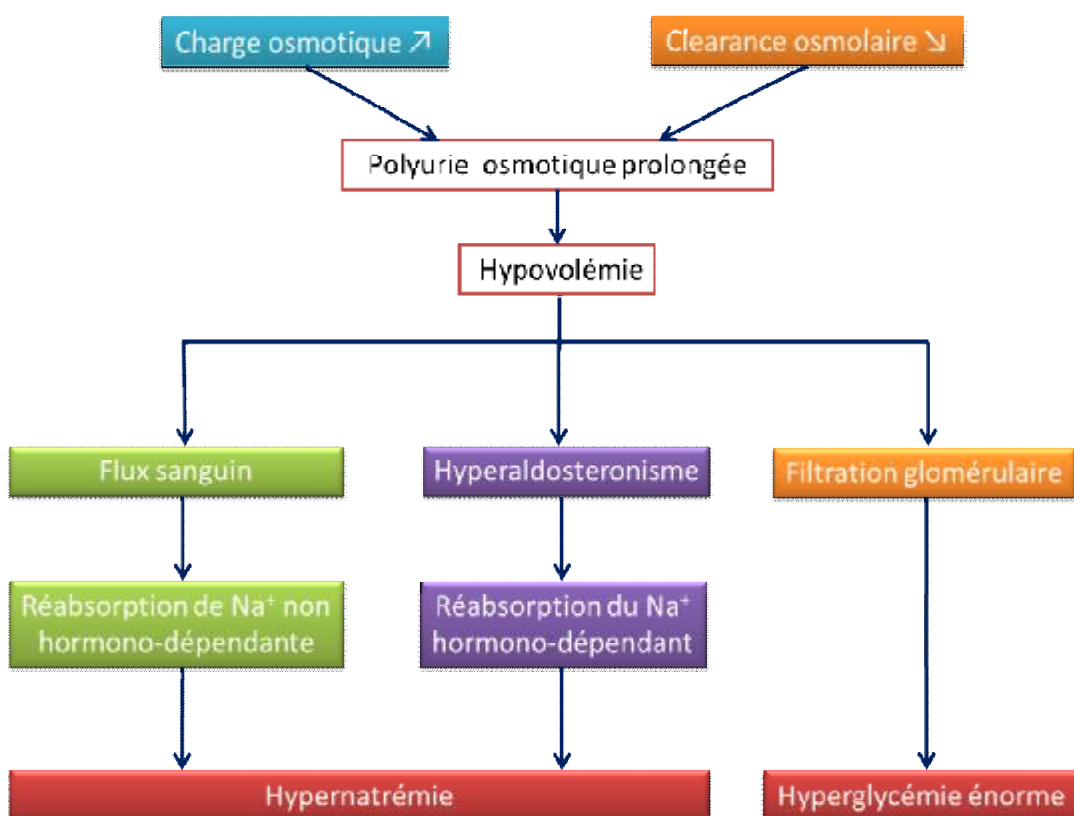 Charge osmotique ↗
Clearance osmolaire ↘
Polyurie osmotique prolongée
Hypovolémie
Flux sanguin
Hyperaldosteronisme
Filtration glomérulaire
Réabsorption de Na⁺ non
hormono-dépendante
Réabsorption du Na⁺
hormono-dépendant
Hypernatrémie
Hyperglycémie énorme